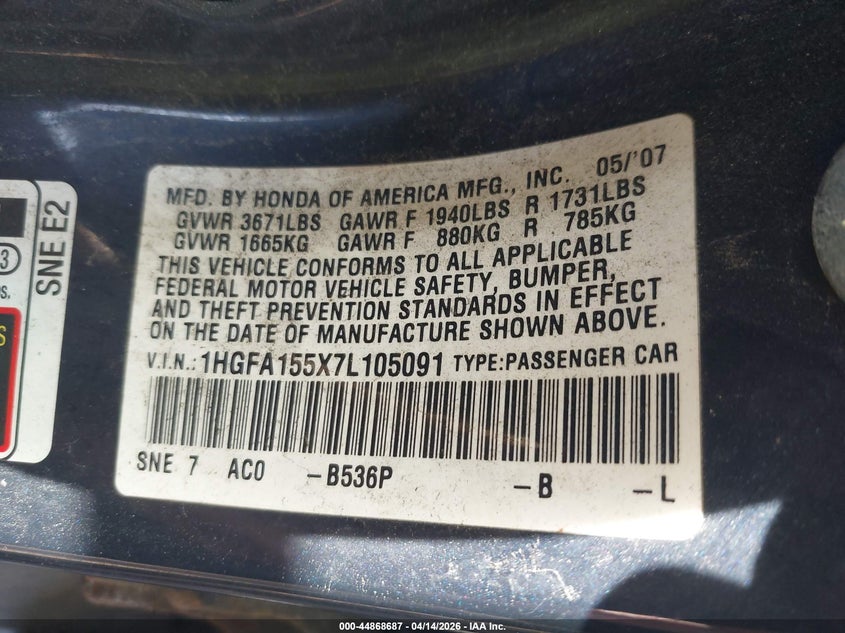 MFD. BY HONDA OF AMERICA MFG., INC. 05/'07
GVWR 3671LBS GAWR F 1940LBS R 1731LBS
GVWR 1665KG GAWR F 880KG R 785KG
THIS VEHICLE CONFORMS TO ALL APPLICABLE
FEDERAL MOTOR VEHICLE SAFETY, BUMPER,
AND THEFT PREVENTION STANDARDS IN EFFECT
ON THE DATE OF MANUFACTURE SHOWN ABOVE.
V.I.N.: 1HGFA155X7L105091 TYPE:PASSENGER CAR
SNE 7 AC0 -B536P -B -L
SNE E2
3
S
000-44868687 - 04/14/2026 - IAA Inc.